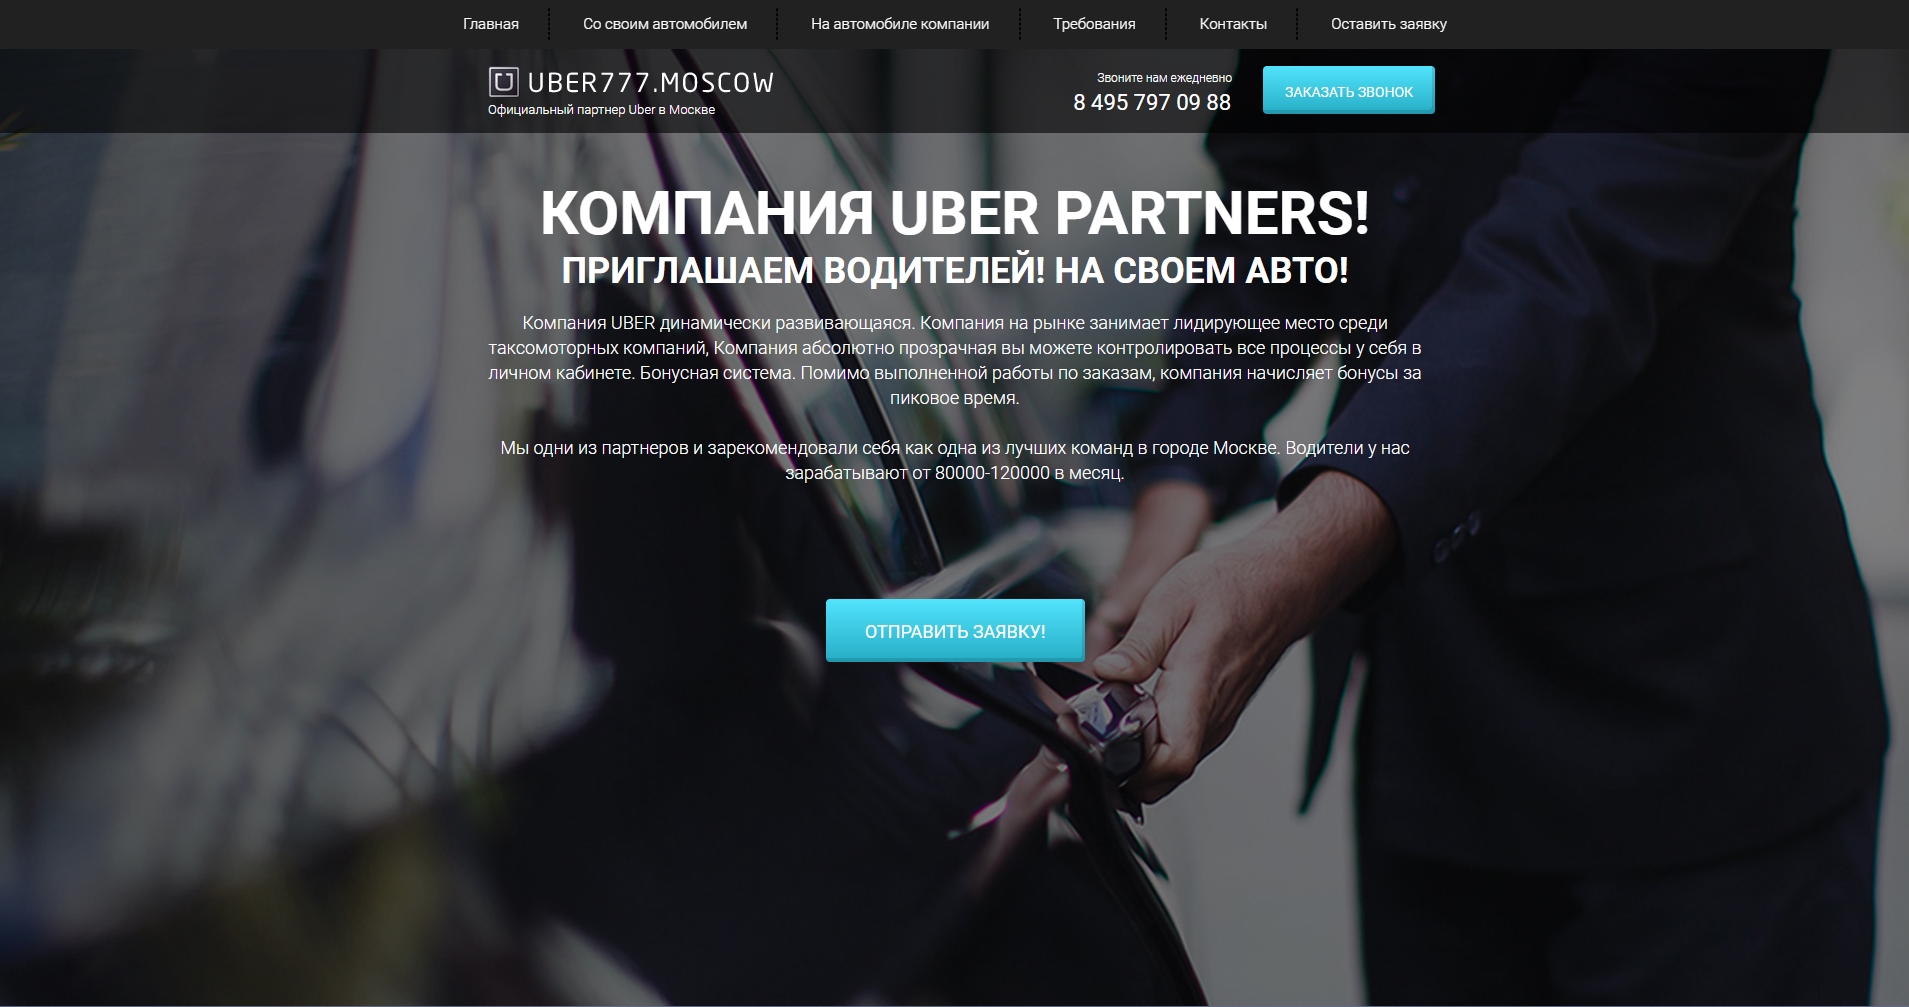 Главная Со своим автомобилем На автомобиле компании Требования Контакты Оставить заявку
UBER777.MOSCOW
Официальный партнер Uber в Москве
Звоните нам ежедневно
8 495 797 09 88
ЗАКАЗАТЬ ЗВОНОК
КОМПАНИЯ UBER PARTNERS!
ПРИГЛАШАЕМ ВОДИТЕЛЕЙ! НА СВОЕМ АВТО!
Компания UBER динамически развивающаяся. Компания на рынке занимает лидирующее место среди
таксомоторных компаний, Компания абсолютно прозрачная вы можете контролировать все процессы у себя в
личном кабинете. Бонусная система. Помимо выполненной работы по заказам, компания начисляет бонусы за
пиковое время.
Мы одни из партнеров и зарекомендовали себя как одна из лучших команд в городе Москве. Водители у нас
зарабатывают от 80000-120000 в месяц.
ОТПРАВИТЬ ЗАЯВКУ!